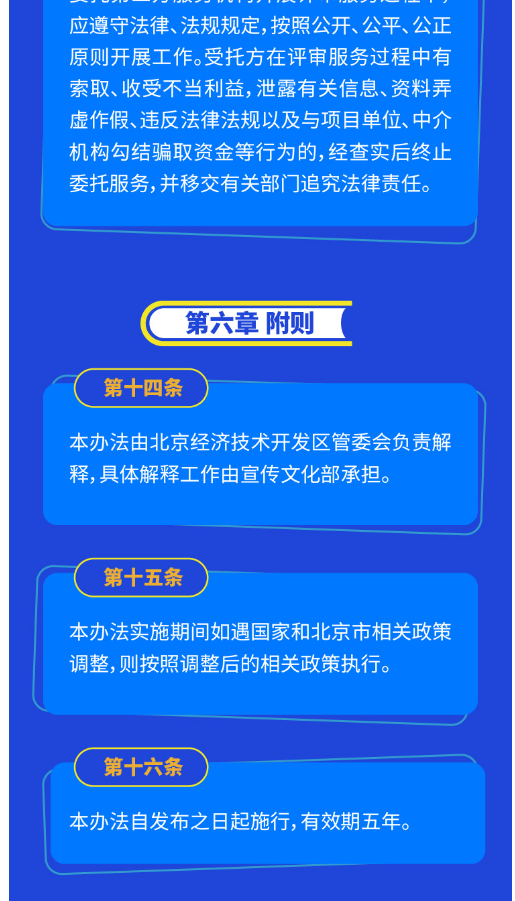 应遵守法律、法规规定，按照公开、公平、公正
原则开展工作。受托方在评审服务过程中有
索取、收受不当利益，泄露有关信息、资料弄
虚作假、违反法律法规以及与项目单位、中介
机构勾结骗取资金等行为的，经查实后终止
委托服务，并移交有关部门追究法律责任。
第六章 附则
第十四条
本办法由北京经济技术开发区管委会负责解
释，具体解释工作由宣传文化部承担。
第十五条
本办法实施期间如遇国家和北京市相关政策
调整，则按照调整后的相关政策执行。
第十六条
本办法自发布之日起施行，有效期五年。